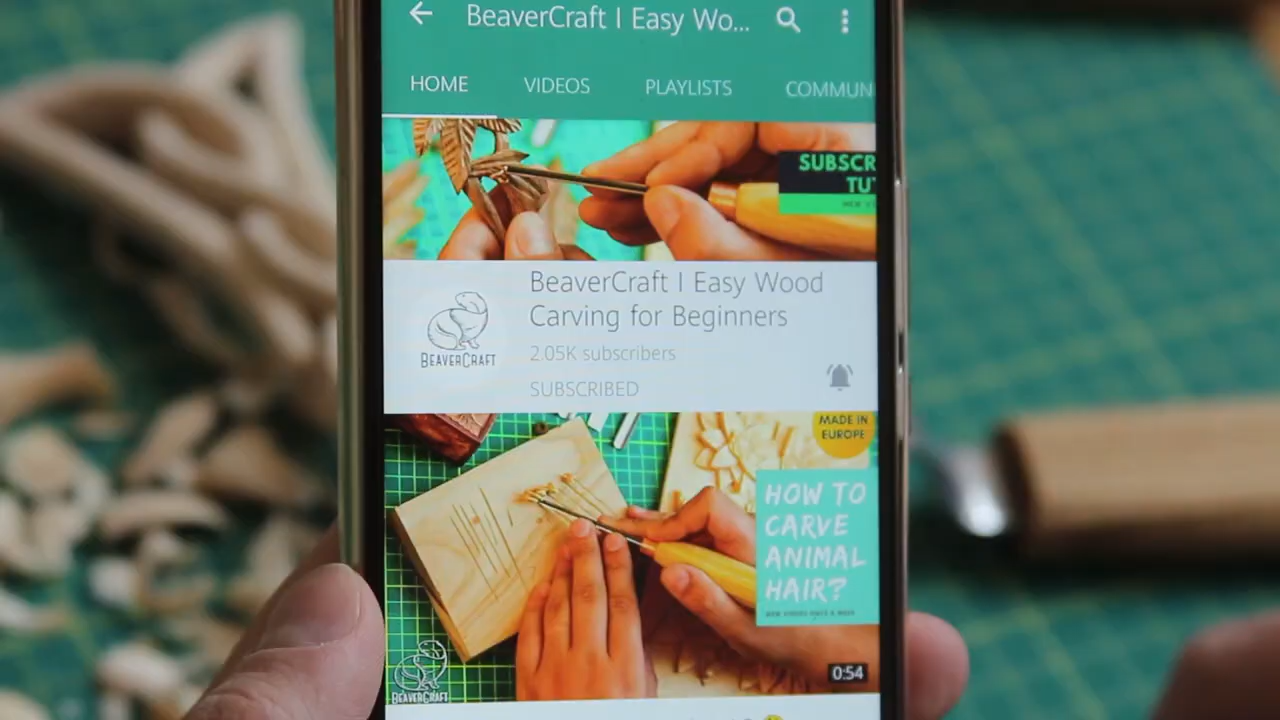 BeaverCraft I Easy Wo...
HOME VIDEOS PLAYLISTS COMMUN
SUBSCR
TU
BeaverCraft I Easy Wood
Carving for Beginners
2.05K subscribers
SUBSCRIBED
BEAVERCRAFT
MADE IN
EUROPE
HOW TO
CARVE
ANIMAL
HAIR?
0:54
BEAVERCRAFT